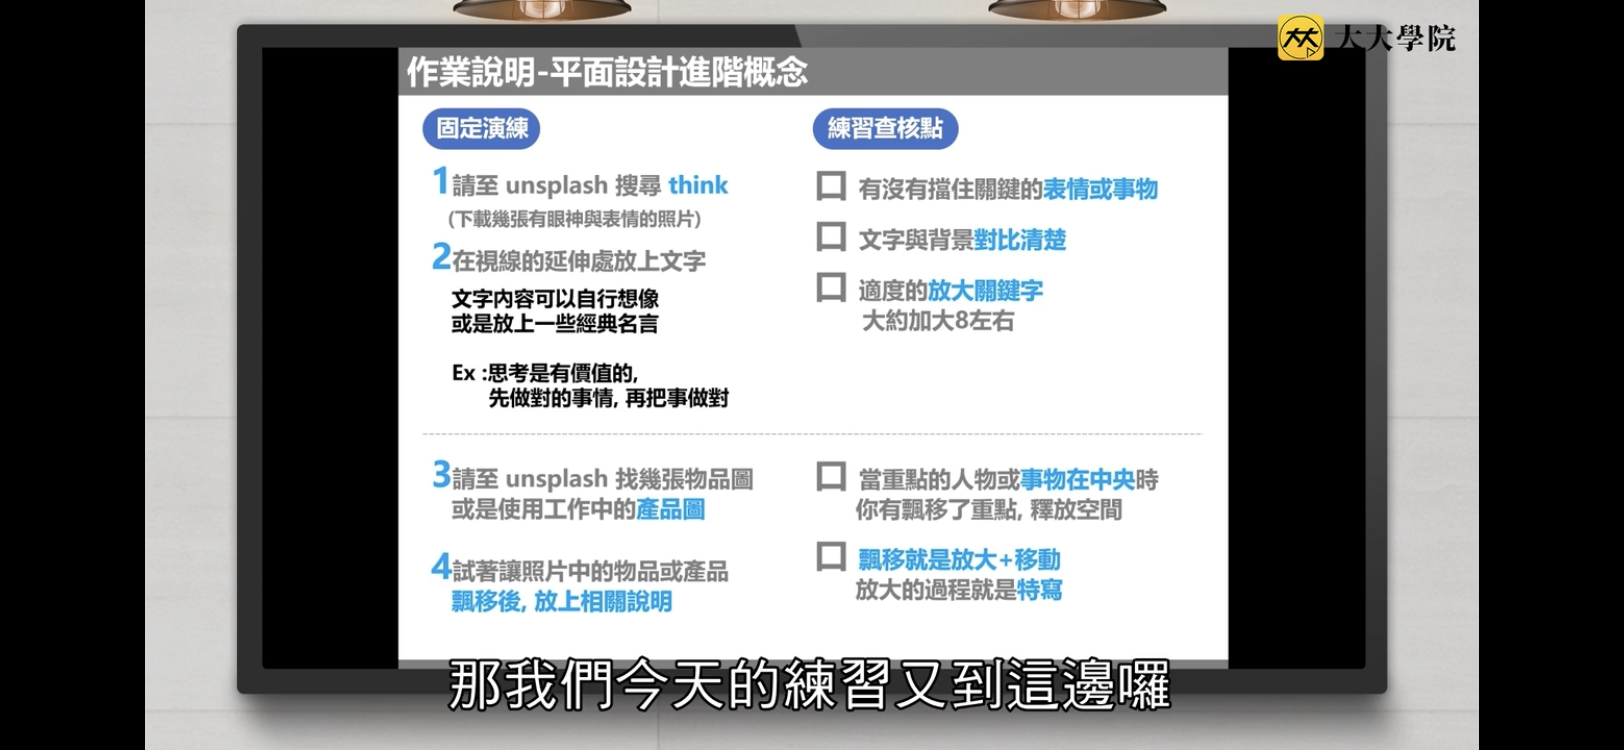 大大學院
作業說明-平面設計進階概念
固定演練
1請至 unsplash 搜尋 think
(下載幾張有眼神與表情的照片)
2在視線的延伸處放上文字
文字內容可以自行想像
或是放上一些經典名言
Ex :思考是有價值的,
先做對的事情, 再把事做對
3請至 unsplash 找幾張物品圖
或是使用工作中的產品圖
4試著讓照片中的物品或產品
飄移後, 放上相關說明
練習查核點
有沒有擋住關鍵的表情或事物
文字與背景對比清楚
適度的放大關鍵字
大約加大8左右
當重點的人物或事物在中央時
你有飄移了重點, 釋放空間
飄移就是放大+移動
放大的過程就是特寫
那我們今天的練習又到這邊囉